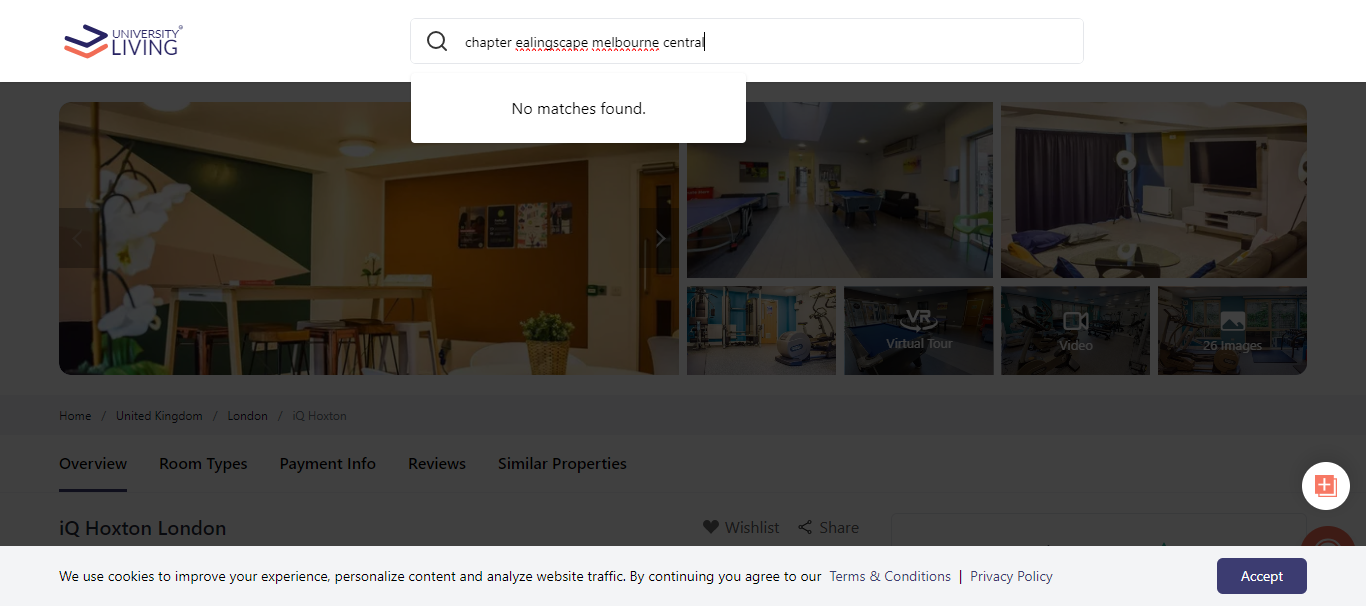 UNIVERSITY®
LIVING
chapter ealingscape melbourne central
No matches found.
VR
Virtual Tour
Video
26 Images
Home / United Kingdom / London / iQ Hoxton
Overview Room Types Payment Info Reviews Similar Properties
iQ Hoxton London
Wishlist Share
We use cookies to improve your experience, personalize content and analyze website traffic. By continuing you agree to our Terms & Conditions | Privacy Policy
Accept